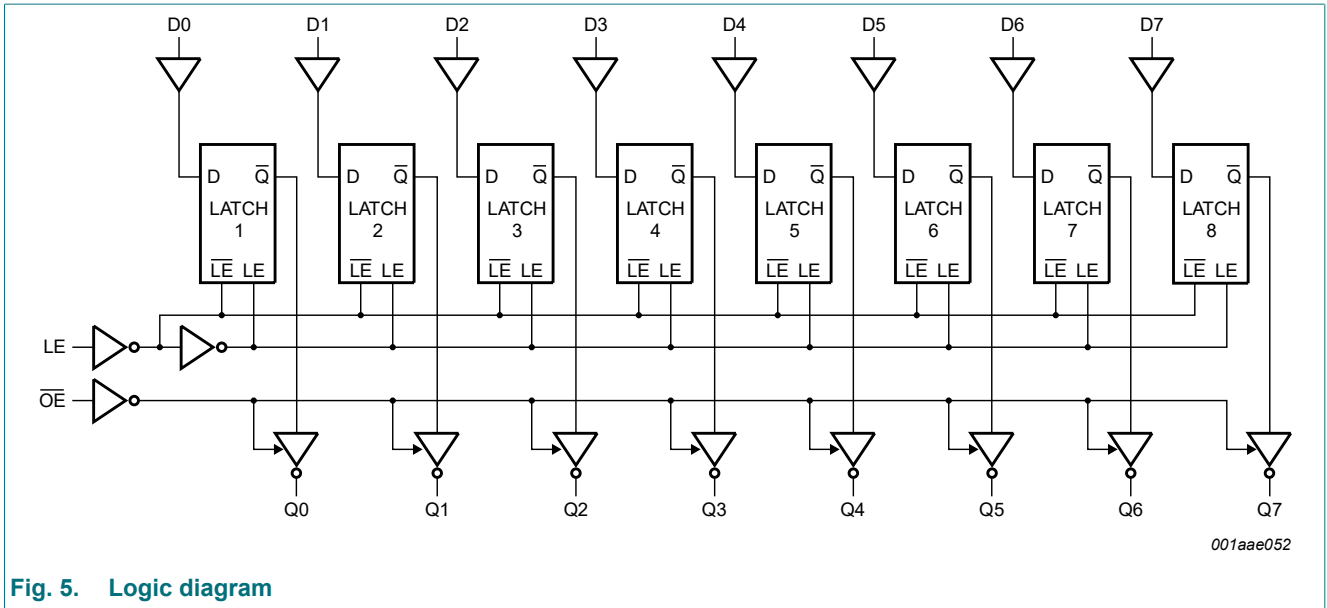 D0 D1 D2 D3 D4 D5 D6 D7
D Q̅ D Q̅ D Q̅ D Q̅ D Q̅ D Q̅ D Q̅ D Q̅
LATCH LATCH LATCH LATCH LATCH LATCH LATCH LATCH
1 2 3 4 5 6 7 8
L̅E̅ LE L̅E̅ LE L̅E̅ LE L̅E̅ LE L̅E̅ LE L̅E̅ LE L̅E̅ LE L̅E̅ LE
LE
O̅E̅
Q0 Q1 Q2 Q3 Q4 Q5 Q6 Q7
001aae052
Fig. 5. Logic diagram